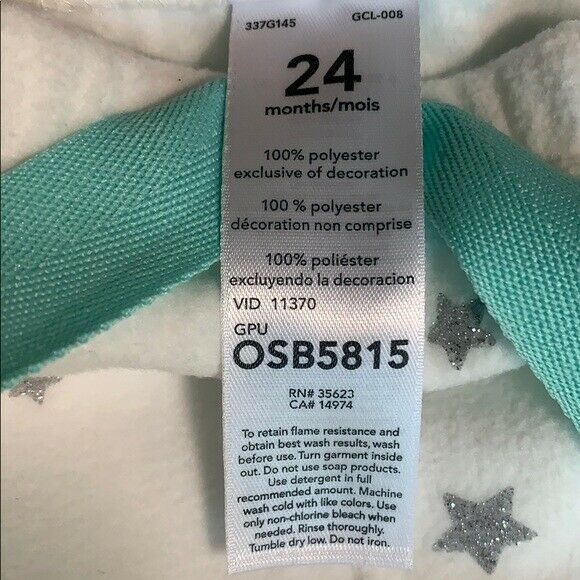 337G145 GCL-008
24
months/mois
100% polyester
exclusive of decoration
100 % polyester
décoration non comprise
100% poliéster
excluyendo la decoracion
VID 11370
GPU
OSB5815
RN# 35623
CA# 14974
To retain flame resistance and
obtain best wash results, wash
before use. Turn garment inside
out. Do not use soap products.
Use detergent in full
recommended amount. Machine
wash cold with like colors. Use
only non-chlorine bleach when
needed. Rinse thoroughly.
Tumble dry low. Do not iron.